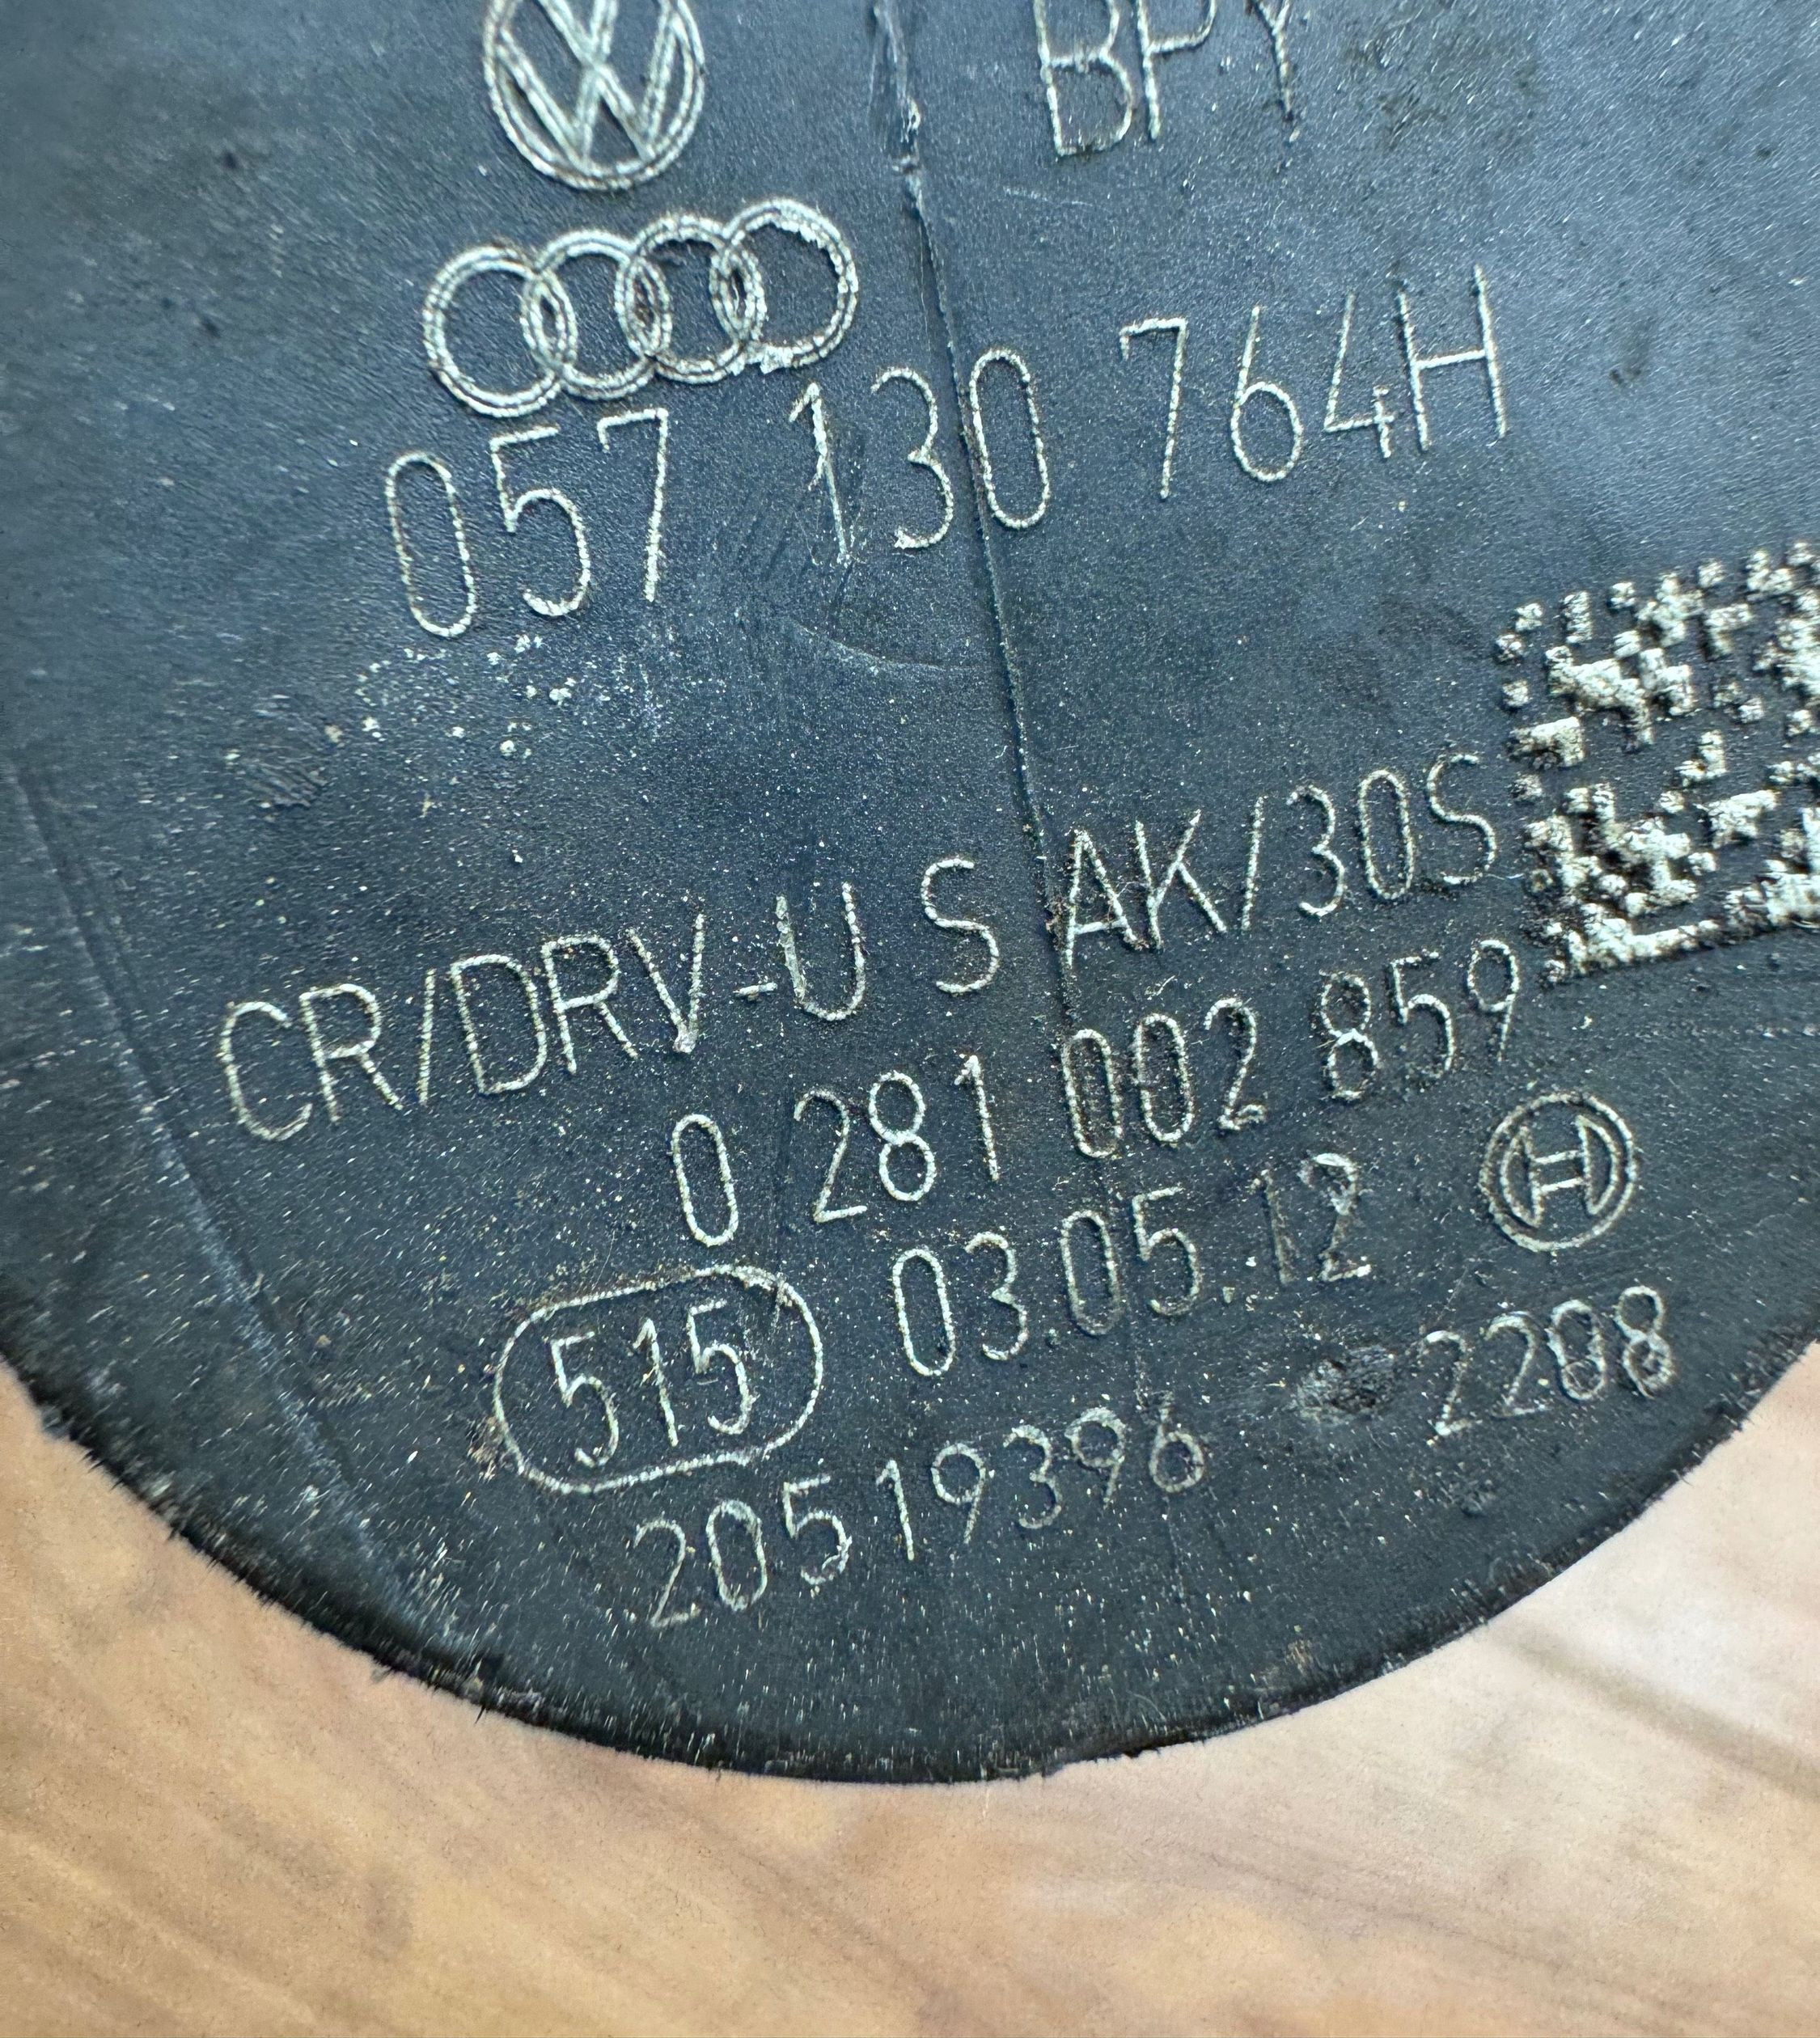 BPY
057 130 764H
CR/DRV-U S AK/30S
0 281 002 859
515 03.05.12
20519396 2208